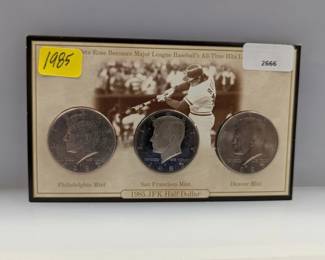 ete Rose Becomes Major League Baseball's All-Time Hits L
1985
2666
Philadelphia Mint
San Francisco Mint
Denver Mint
1985 JFK Half Dollar